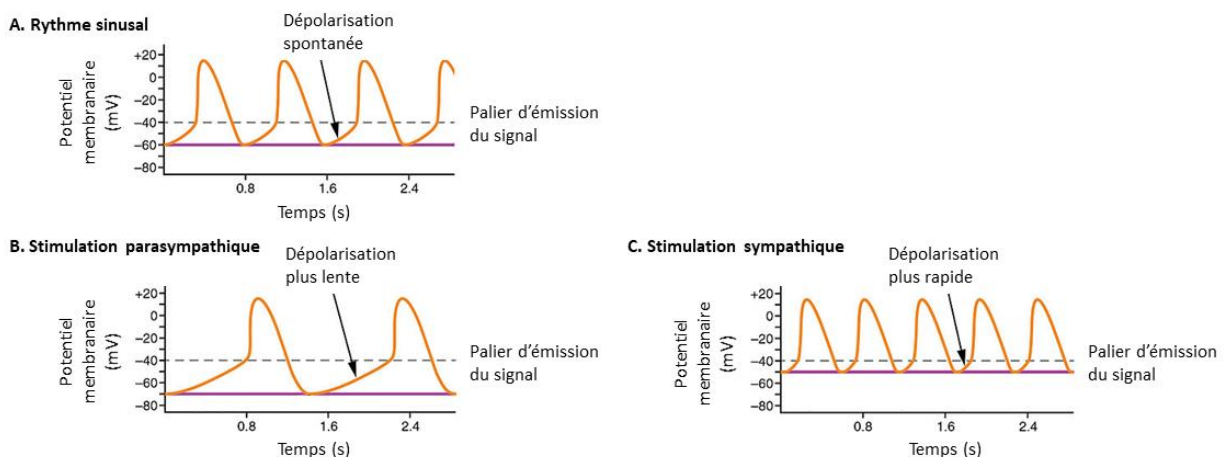 A. Rythme sinusal
Dépolarisation
spontanée
Potentiel
membranaire
(mV)
+20
0
−20
−40
−60
−80
0.8
1.6
2.4
Temps (s)
Palier d’émission
du signal
B. Stimulation parasympathique
Dépolarisation
plus lente
Potentiel
membranaire
(mV)
+20
0
−20
−40
−60
−80
0.8
1.6
2.4
Temps (s)
Palier d’émission
du signal
C. Stimulation sympathique
Dépolarisation
plus rapide
Potentiel
membranaire
(mV)
+20
0
−20
−40
−60
−80
0.8
1.6
2.4
Temps (s)
Palier d’émission
du signal